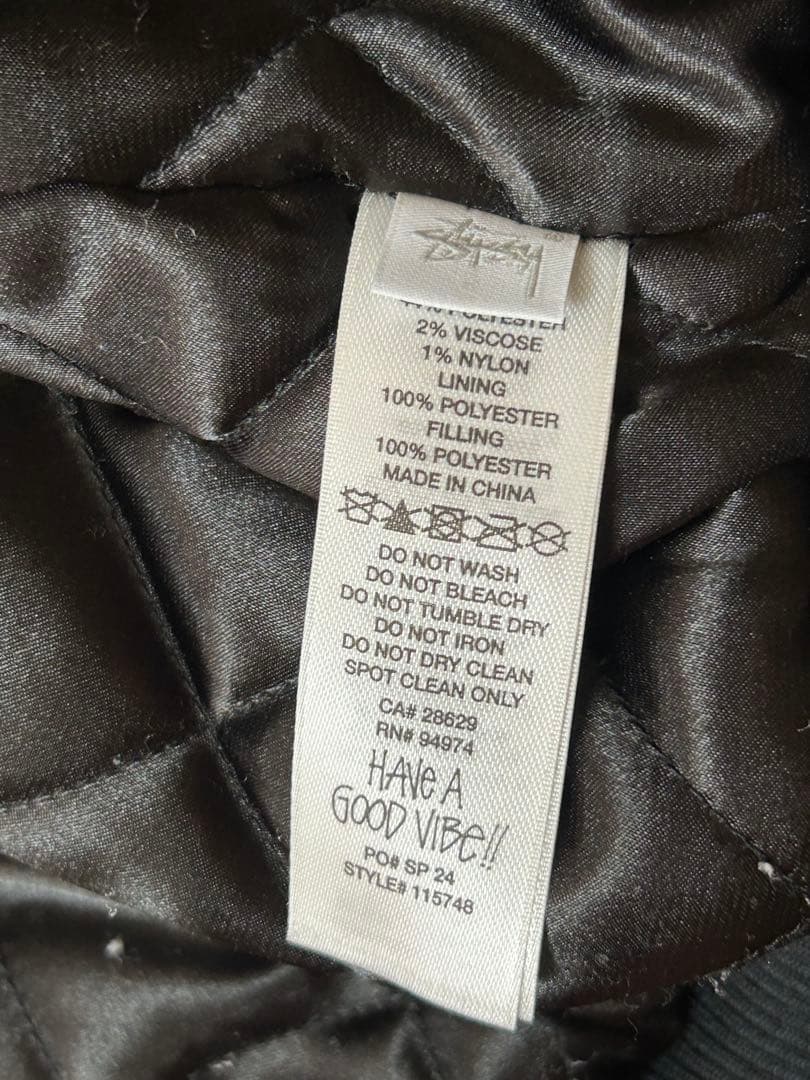 Stüssy ®
POLYESTER
2% VISCOSE
1% NYLON
LINING
100% POLYESTER
FILLING
100% POLYESTER
MADE IN CHINA
DO NOT WASH
DO NOT BLEACH
DO NOT TUMBLE DRY
DO NOT IRON
DO NOT DRY CLEAN
SPOT CLEAN ONLY
CA# 28629
RN# 94974
HAVE A
GOOD VIBE!!
PO# SP 24
STYLE# 115748